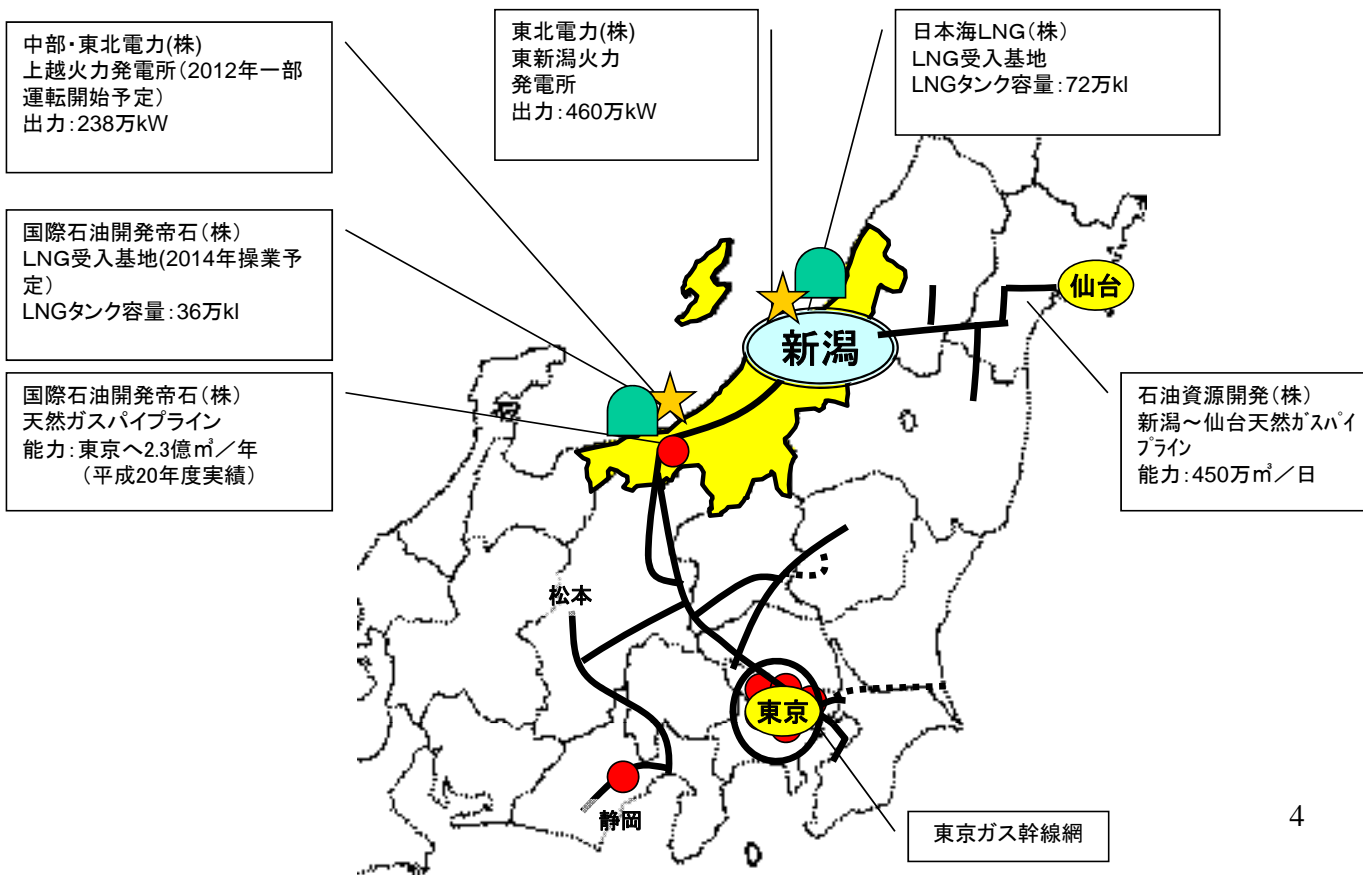 中部・東北電力(株)
上越火力発電所(2012年一部
運転開始予定)
出力:238万kW
東北電力(株)
東新潟火力
発電所
出力:460万kW
日本海LNG(株)
LNG受入基地
LNGタンク容量:72万kl
国際石油開発帝石(株)
LNG受入基地(2014年操業予
定)
LNGタンク容量:36万kl
仙台
新潟
国際石油開発帝石(株)
天然ガスパイプライン
能力:東京へ2.3億㎥/年
(平成20年度実績)
石油資源開発(株)
新潟~仙台天然ガスパイ
プライン
能力:450万㎥/日
松本
東京
静岡
東京ガス幹線網
4